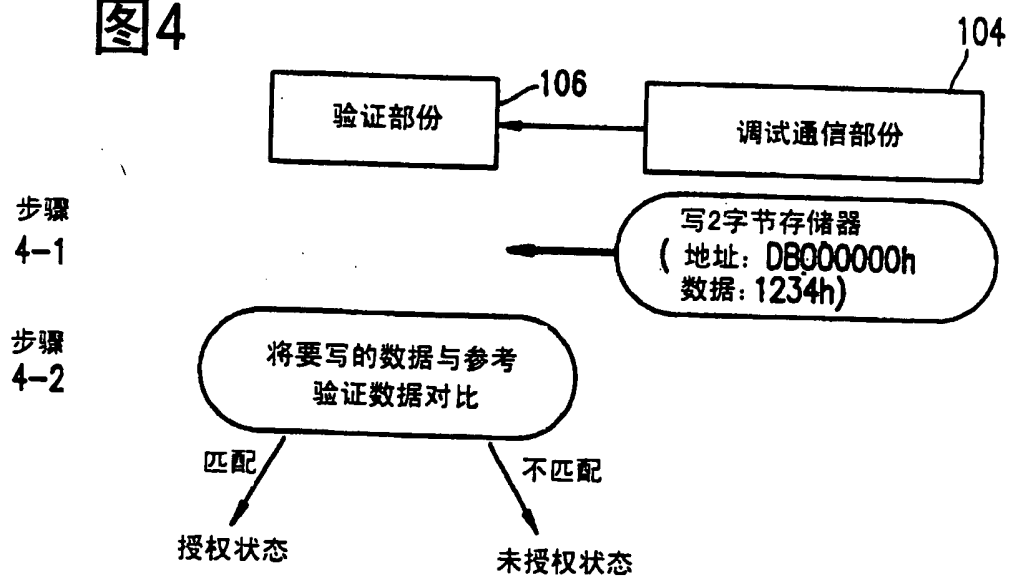 图4
104
106
验证部份
调试通信部份
步骤
4-1
写2字节存储器
( 地址: DB000000h
数据: 1234h)
步骤
4-2
将要写的数据与参考
验证数据对比
匹配
不匹配
授权状态
未授权状态